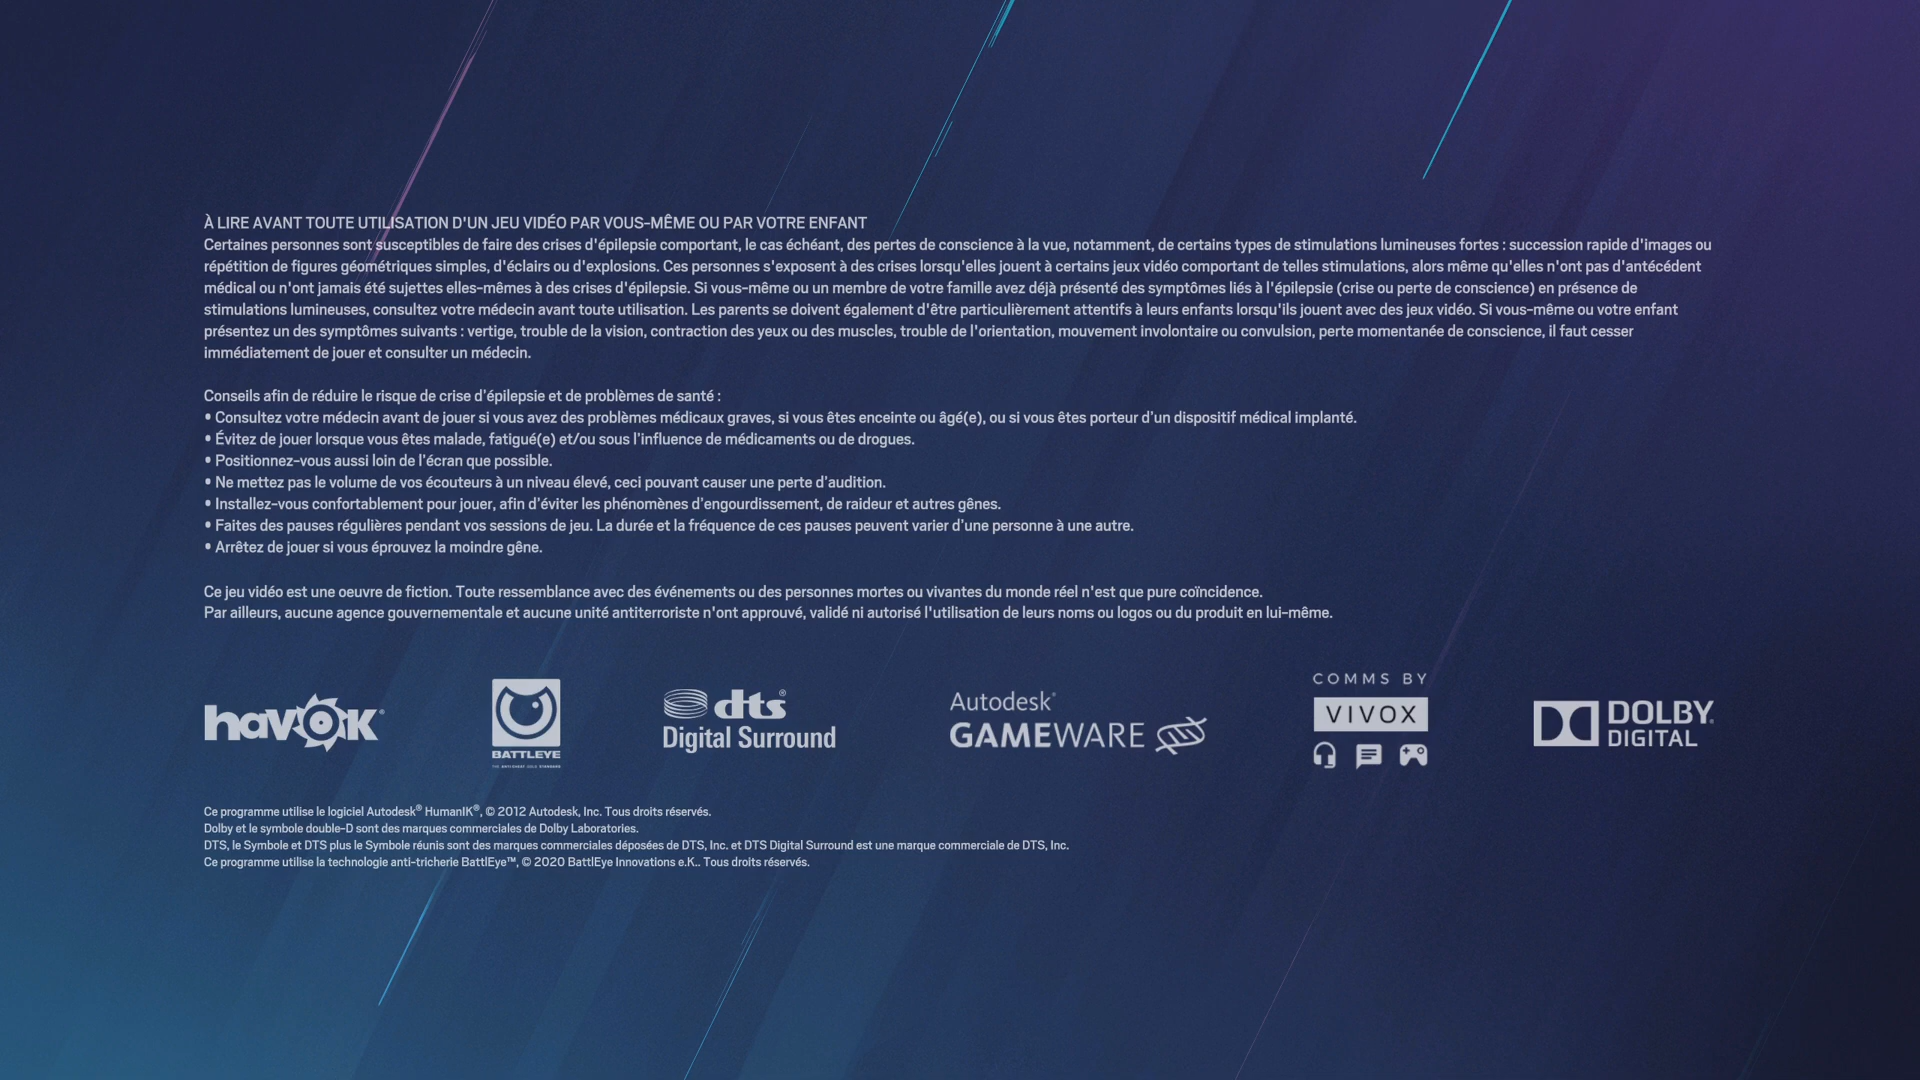 À LIRE AVANT TOUTE UTILISATION D'UN JEU VIDÉO PAR VOUS-MÊME OU PAR VOTRE ENFANT
Certaines personnes sont susceptibles de faire des crises d'épilepsie comportant, le cas échéant, des pertes de conscience à la vue, notamment, de certains types de stimulations lumineuses fortes : succession rapide d'images ou
répétition de figures géométriques simples, d'éclairs ou d'explosions. Ces personnes s'exposent à des crises lorsqu'elles jouent à certains jeux vidéo comportant de telles stimulations, alors même qu'elles n'ont pas d'antécédent
médical ou n'ont jamais été sujettes elles-mêmes à des crises d'épilepsie. Si vous-même ou un membre de votre famille avez déjà présenté des symptômes liés à l'épilepsie (crise ou perte de conscience) en présence de
stimulations lumineuses, consultez votre médecin avant toute utilisation. Les parents se doivent également d'être particulièrement attentifs à leurs enfants lorsqu'ils jouent avec des jeux vidéo. Si vous-même ou votre enfant
présentez un des symptômes suivants : vertige, trouble de la vision, contraction des yeux ou des muscles, trouble de l'orientation, mouvement involontaire ou convulsion, perte momentanée de conscience, il faut cesser
immédiatement de jouer et consulter un médecin.
Conseils afin de réduire le risque de crise d'épilepsie et de problèmes de santé :
• Consultez votre médecin avant de jouer si vous avez des problèmes médicaux graves, si vous êtes enceinte ou âgé(e), ou si vous êtes porteur d'un dispositif médical implanté.
• Évitez de jouer lorsque vous êtes malade, fatigué(e) et/ou sous l'influence de médicaments ou de drogues.
• Positionnez-vous aussi loin de l'écran que possible.
• Ne mettez pas le volume de vos écouteurs à un niveau élevé, ceci pouvant causer une perte d'audition.
• Installez-vous confortablement pour jouer, afin d'éviter les phénomènes d'engourdissement, de raideur et autres gênes.
• Faites des pauses régulières pendant vos sessions de jeu. La durée et la fréquence de ces pauses peuvent varier d'une personne à une autre.
• Arrêtez de jouer si vous éprouvez la moindre gêne.
Ce jeu vidéo est une oeuvre de fiction. Toute ressemblance avec des événements ou des personnes mortes ou vivantes du monde réel n'est que pure coïncidence.
Par ailleurs, aucune agence gouvernementale et aucune unité antiterroriste n'ont approuvé, validé ni autorisé l'utilisation de leurs noms ou logos ou du produit en lui-même.
havok®
BATTLEYE
THE ANTI-CHEAT GOLD STANDARD
dts®
Digital Surround
Autodesk®
GAMEWARE
COMMS BY
VIVOX
DOLBY®
DIGITAL
Ce programme utilise le logiciel Autodesk® HumanIK®, © 2012 Autodesk, Inc. Tous droits réservés.
Dolby et le symbole double-D sont des marques commerciales de Dolby Laboratories.
DTS, le Symbole et DTS plus le Symbole réunis sont des marques commerciales déposées de DTS, Inc. et DTS Digital Surround est une marque commerciale de DTS, Inc.
Ce programme utilise la technologie anti-tricherie BattlEye™, © 2020 BattlEye Innovations e.K.. Tous droits réservés.